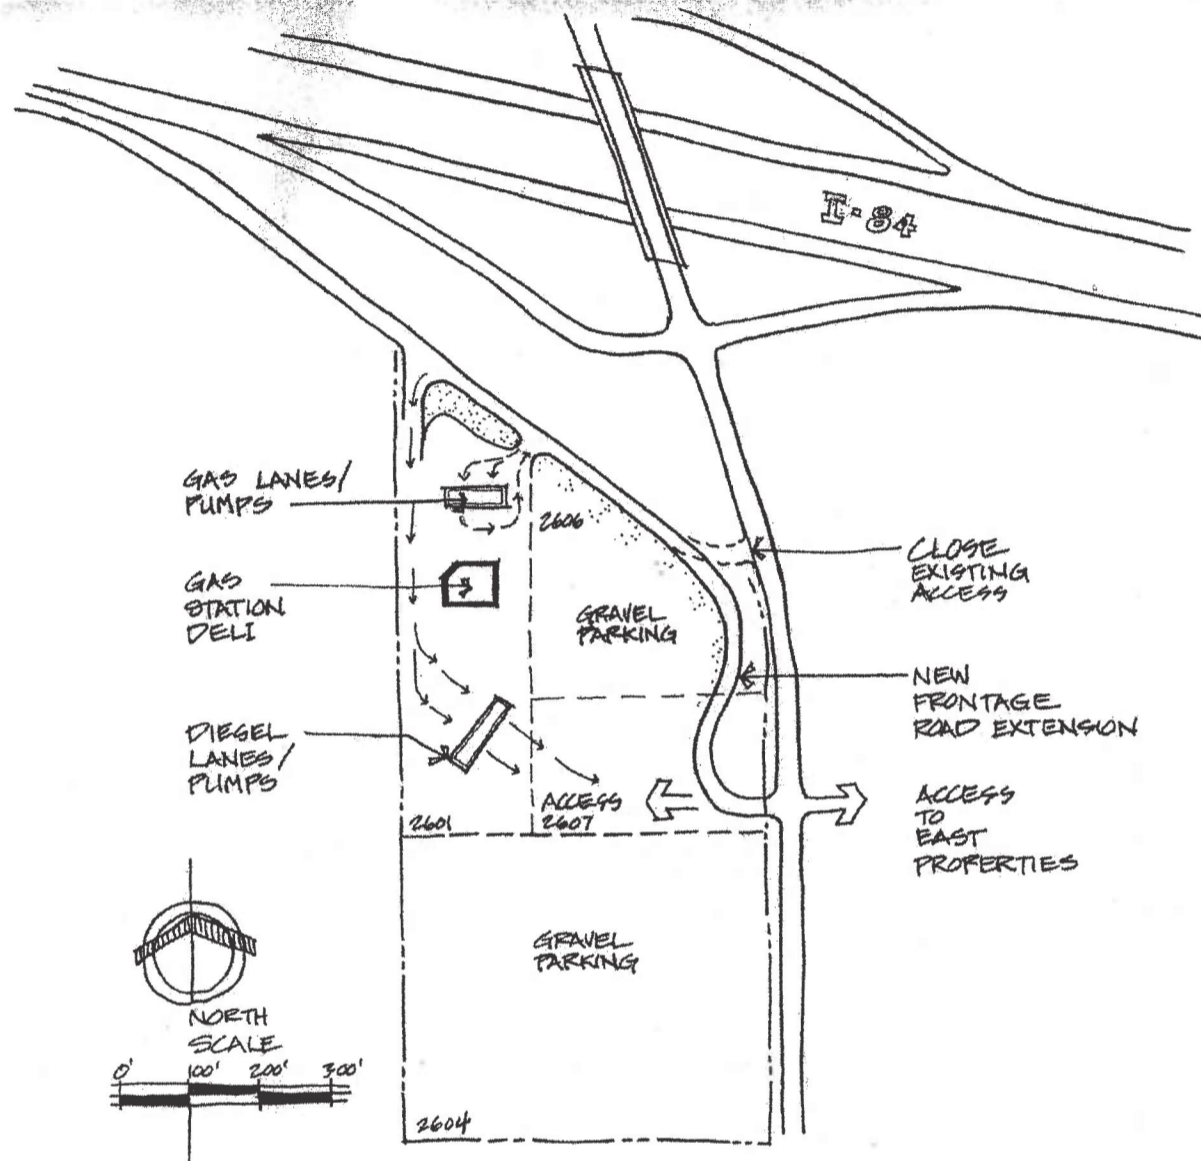 I-84
GAS LANES/
PUMPS
2606
CLOSE
EXISTING
ACCESS
GAS
STATION
DELI
GRAVEL
PARKING
NEW
FRONTAGE
ROAD EXTENSION
DIESEL
LANES/
PUMPS
ACCESS
TO
EAST
PROPERTIES
2601
ACCESS
2607
GRAVEL
PARKING
NORTH
SCALE
0' 100' 200' 300'
2604